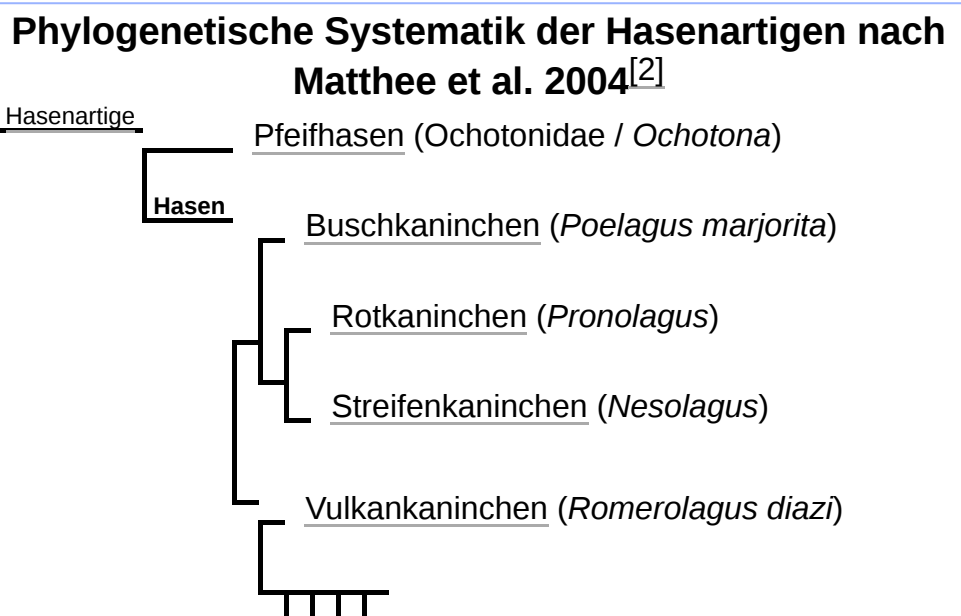 Phylogenetische Systematik der Hasenartigen nach
Matthee et al. 2004[2]
Hasenartige
Pfeifhasen (Ochotonidae / Ochotona)
Hasen
Buschkaninchen (Poelagus marjorita)
Rotkaninchen (Pronolagus)
Streifenkaninchen (Nesolagus)
Vulkankaninchen (Romerolagus diazi)